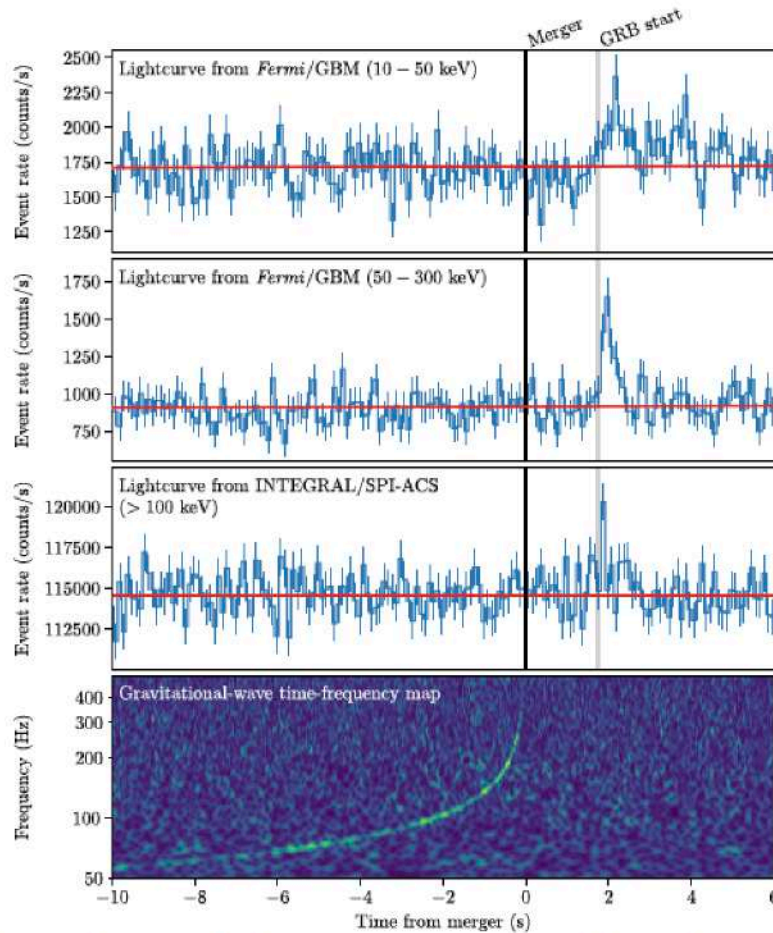 Merger
GRB start
Lightcurve from Fermi/GBM (10 − 50 keV)
Event rate (counts/s)
2500
2250
2000
1750
1500
1250
Lightcurve from Fermi/GBM (50 − 300 keV)
Event rate (counts/s)
1750
1500
1250
1000
750
Lightcurve from INTEGRAL/SPI-ACS
(> 100 keV)
Event rate (counts/s)
120000
117500
115000
112500
Gravitational-wave time-frequency map
Frequency (Hz)
400
300
200
100
50
−10 −8 −6 −4 −2 0 2 4 6
Time from merger (s)